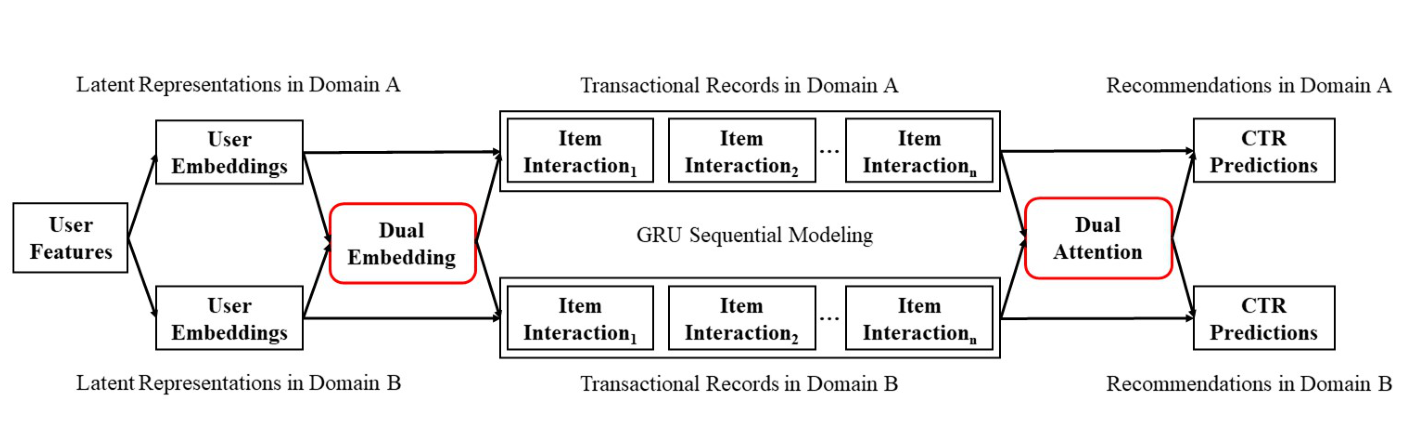 Latent Representations in Domain A
Transactional Records in Domain A
Recommendations in Domain A
User
Embeddings
Item
Interaction1
Item
Interaction2
...
Item
Interactionn
CTR
Predictions
User
Features
Dual
Embedding
GRU Sequential Modeling
Dual
Attention
User
Embeddings
Item
Interaction1
Item
Interaction2
...
Item
Interactionn
CTR
Predictions
Latent Representations in Domain B
Transactional Records in Domain B
Recommendations in Domain B